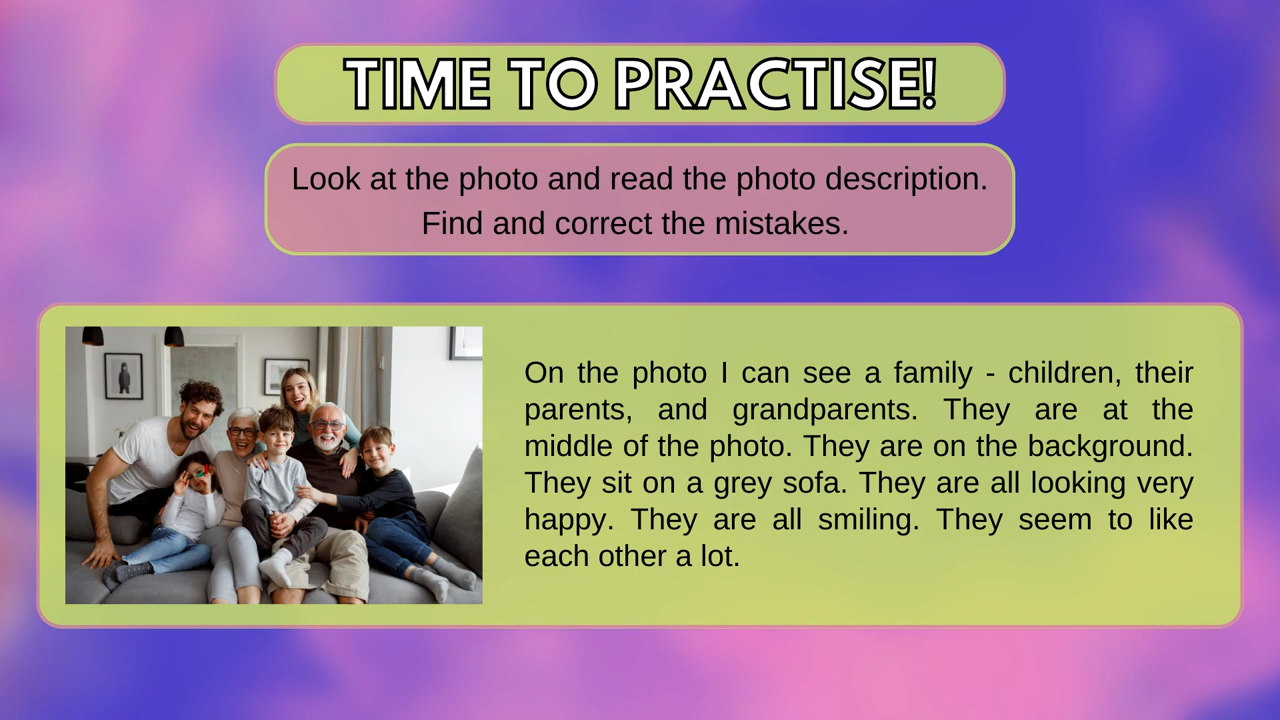 TIME TO PRACTISE!
Look at the photo and read the photo description.
Find and correct the mistakes.
On the photo I can see a family - children, their
parents, and grandparents. They are at the
middle of the photo. They are on the background.
They sit on a grey sofa. They are all looking very
happy. They are all smiling. They seem to like
each other a lot.